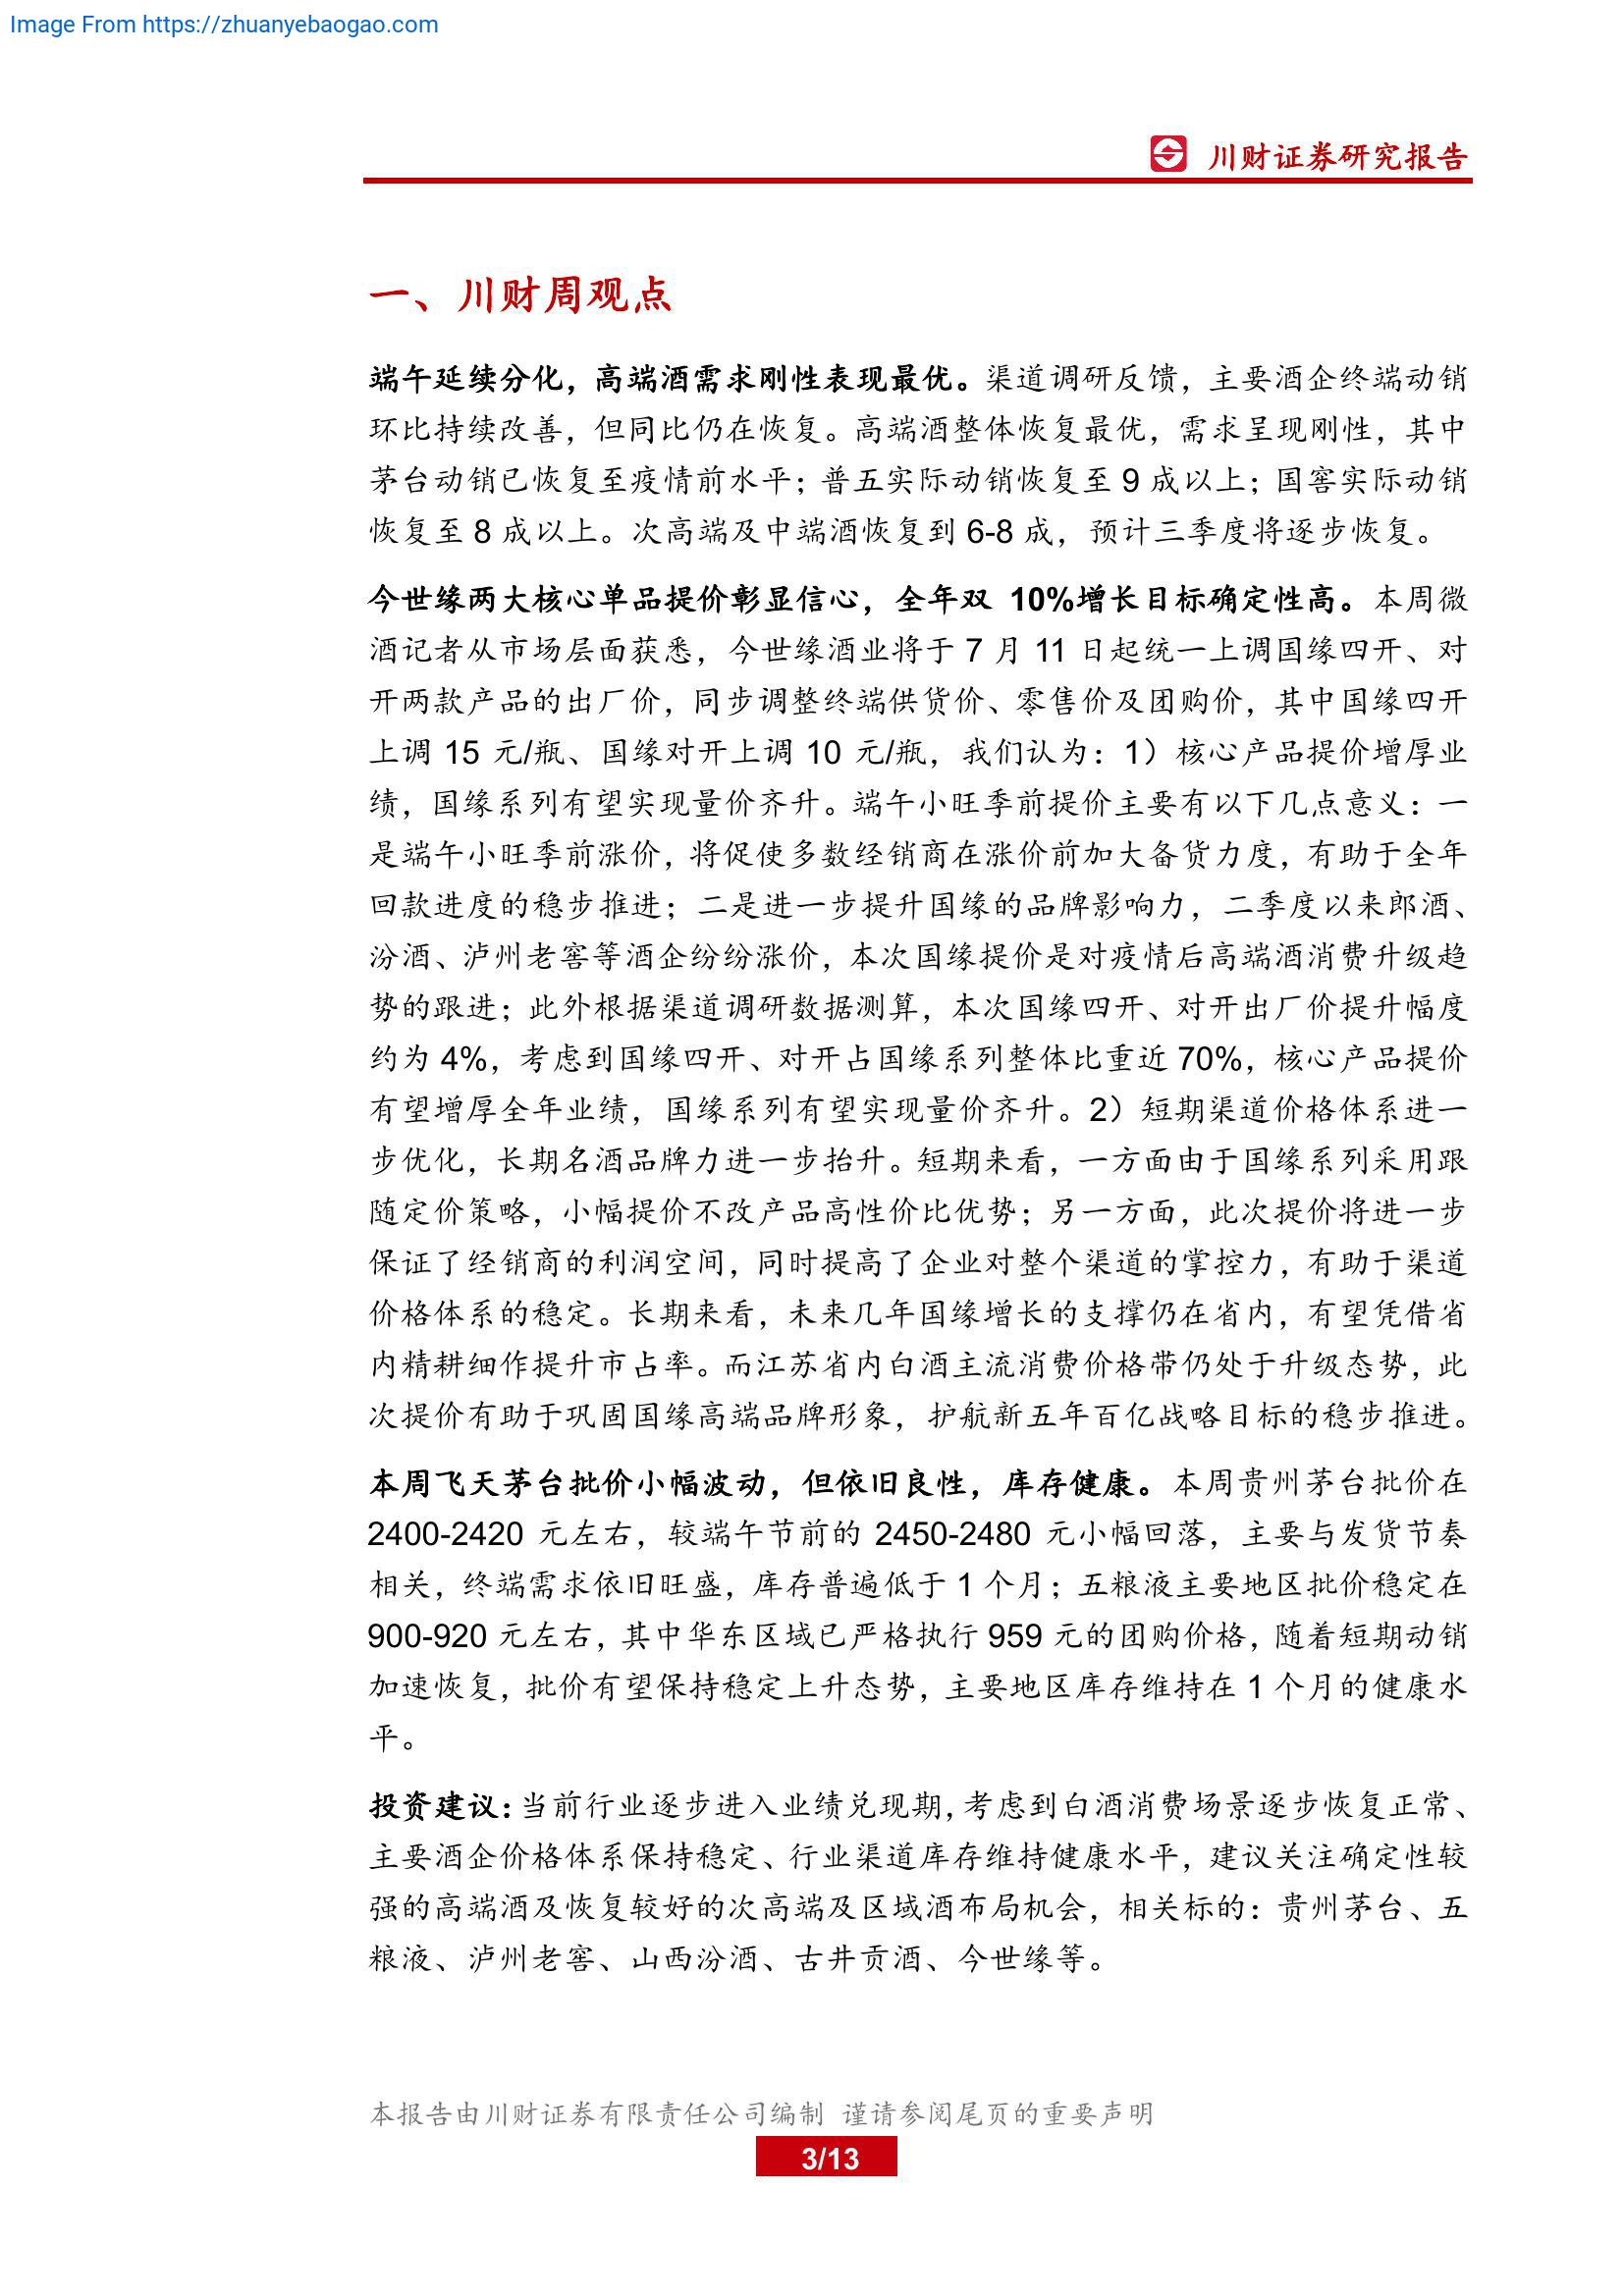 Image From https://zhuanyebaogao.com
川财证券研究报告
一、川财周观点
端午延续分化，高端酒需求刚性表现最优。渠道调研反馈，主要酒企终端动销
环比持续改善，但同比仍在恢复。高端酒整体恢复最优，需求呈现刚性，其中
茅台动销已恢复至疫情前水平；普五实际动销恢复至 9 成以上；国窖实际动销
恢复至 8 成以上。次高端及中端酒恢复到 6-8 成，预计三季度将逐步恢复。
今世缘两大核心单品提价彰显信心，全年双 10%增长目标确定性高。本周微
酒记者从市场层面获悉，今世缘酒业将于 7 月 11 日起统一上调国缘四开、对
开两款产品的出厂价，同步调整终端供货价、零售价及团购价，其中国缘四开
上调 15 元/瓶、国缘对开上调 10 元/瓶，我们认为：1）核心产品提价增厚业
绩，国缘系列有望实现量价齐升。端午小旺季前提价主要有以下几点意义：一
是端午小旺季前涨价，将促使多数经销商在涨价前加大备货力度，有助于全年
回款进度的稳步推进；二是进一步提升国缘的品牌影响力，二季度以来郎酒、
汾酒、泸州老窖等酒企纷纷涨价，本次国缘提价是对疫情后高端酒消费升级趋
势的跟进；此外根据渠道调研数据测算，本次国缘四开、对开出厂价提升幅度
约为 4%，考虑到国缘四开、对开占国缘系列整体比重近 70%，核心产品提价
有望增厚全年业绩，国缘系列有望实现量价齐升。2）短期渠道价格体系进一
步优化，长期名酒品牌力进一步抬升。短期来看，一方面由于国缘系列采用跟
随定价策略，小幅提价不改产品高性价比优势；另一方面，此次提价将进一步
保证了经销商的利润空间，同时提高了企业对整个渠道的掌控力，有助于渠道
价格体系的稳定。长期来看，未来几年国缘增长的支撑仍在省内，有望凭借省
内精耕细作提升市占率。而江苏省内白酒主流消费价格带仍处于升级态势，此
次提价有助于巩固国缘高端品牌形象，护航新五年百亿战略目标的稳步推进。
本周飞天茅台批价小幅波动，但依旧良性，库存健康。本周贵州茅台批价在
2400-2420 元左右，较端午节前的 2450-2480 元小幅回落，主要与发货节奏
相关，终端需求依旧旺盛，库存普遍低于 1 个月；五粮液主要地区批价稳定在
900-920 元左右，其中华东区域已严格执行 959 元的团购价格，随着短期动销
加速恢复，批价有望保持稳定上升态势，主要地区库存维持在 1 个月的健康水
平。
投资建议：当前行业逐步进入业绩兑现期，考虑到白酒消费场景逐步恢复正常、
主要酒企价格体系保持稳定、行业渠道库存维持健康水平，建议关注确定性较
强的高端酒及恢复较好的次高端及区域酒布局机会，相关标的：贵州茅台、五
粮液、泸州老窖、山西汾酒、古井贡酒、今世缘等。
本报告由川财证券有限责任公司编制 谨请参阅尾页的重要声明
3/13